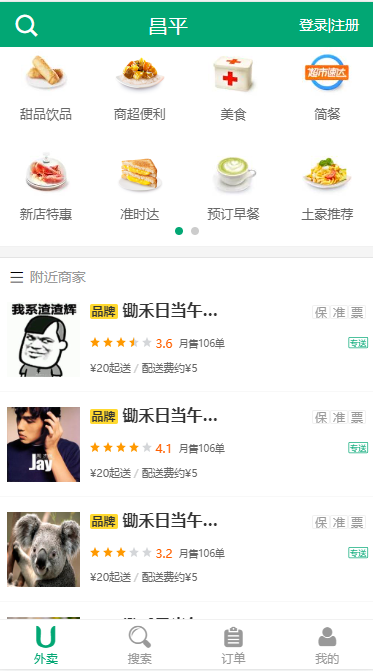 昌平
登录|注册
甜品饮品 商超便利 美食 简餐
超市速达
新店特惠 准时达 预订早餐 土豪推荐
附近商家
我系渣渣辉
品牌 锄禾日当午... 保 准 票
3.6 月售106单 专送
¥20起送 / 配送费约¥5
Jay
品牌 锄禾日当午... 保 准 票
4.1 月售106单 专送
¥20起送 / 配送费约¥5
品牌 锄禾日当午... 保 准 票
3.2 月售106单 专送
¥20起送 / 配送费约¥5
外卖 搜索 订单 我的